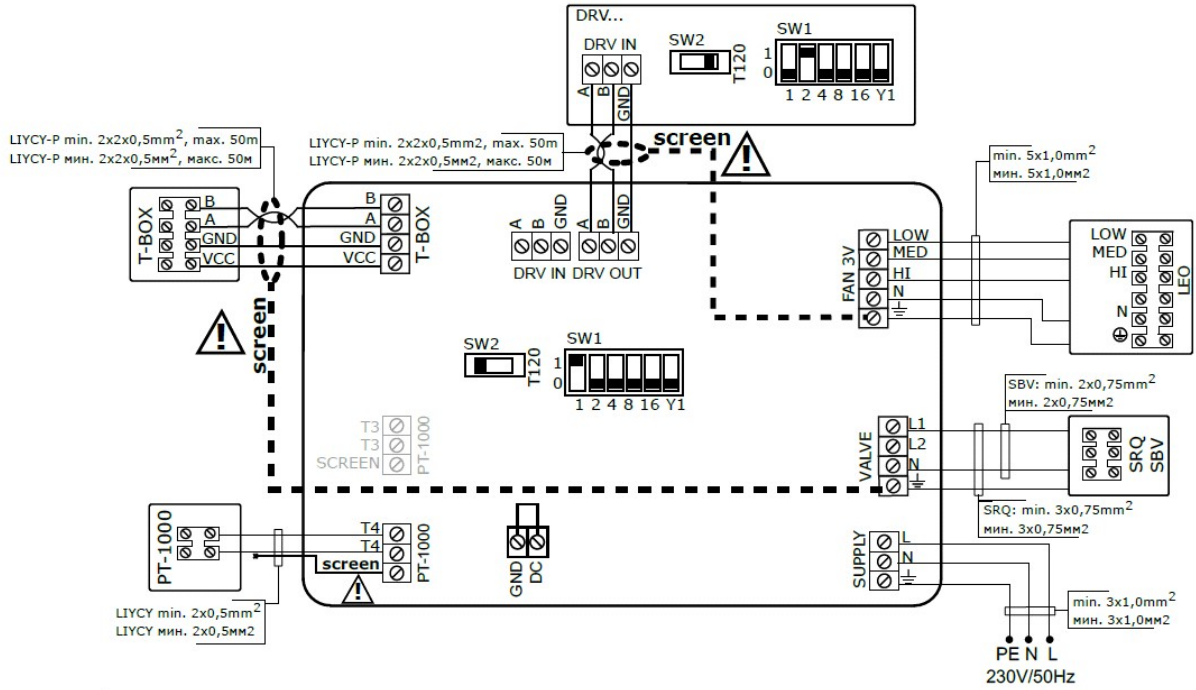 DRV...
DRV IN
SW2
SW1
T120
1
0
1 2 4 8 16 Y1
A
B
GND
screen
LIYCY-P min. 2x2x0,5mm², max. 50m
LIYCY-P мин. 2x2x0,5мм², макс. 50м
LIYCY-P min. 2x2x0,5mm2, max. 50m
LIYCY-P мин. 2x2x0,5мм2, макс. 50м
min. 5x1,0mm²
мин. 5x1,0мм2
T-BOX
B
A
GND
VCC
B
A
GND
VCC
T-BOX
A
B
GND
A
B
GND
DRV IN
DRV OUT
FAN 3V
LOW
MED
HI
N
LOW
MED
HI
N
LEO
screen
SW2
T120
SW1
1
0
1 2 4 8 16 Y1
SBV: min. 2x0,75mm²
мин. 2x0,75мм2
T3
T3
SCREEN
PT-1000
VALVE
L1
L2
N
SRQ
SBV
SRQ: min. 3x0,75mm²
мин. 3x0,75мм2
PT-1000
T4
T4
screen
PT-1000
GND
DC
SUPPLY
L
N
LIYCY min. 2x0,5mm²
LIYCY мин. 2x0,5мм2
min. 3x1,0mm²
мин. 3x1,0мм2
PE N L
230V/50Hz